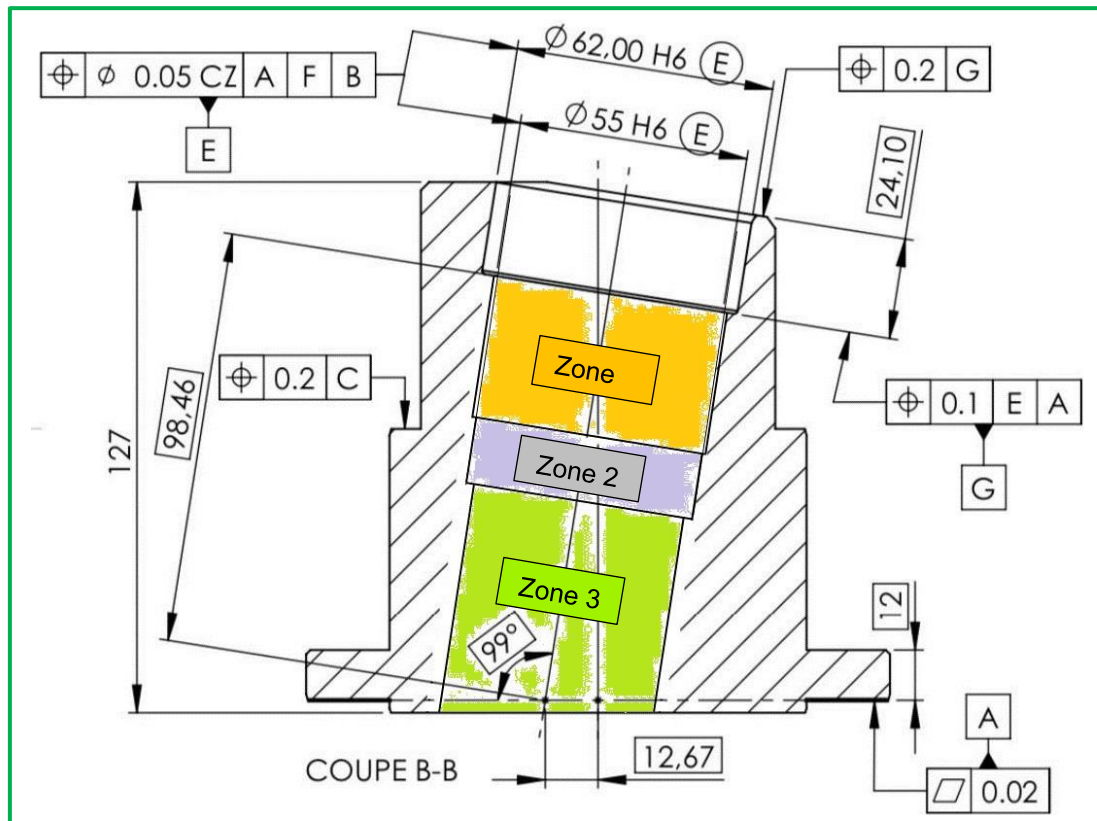 ⌀62,00 H6 Ⓔ
⌖ ⌀ 0.05 CZ A F B
E
⌖ 0.2 G
⌀55 H6 Ⓔ
24,10
⌖ 0.2 C
Zone
98,46
127
⌖ 0.1 E A
G
Zone 2
Zone 3
99°
12
A
COUPE B-B
12,67
⏥ 0.02